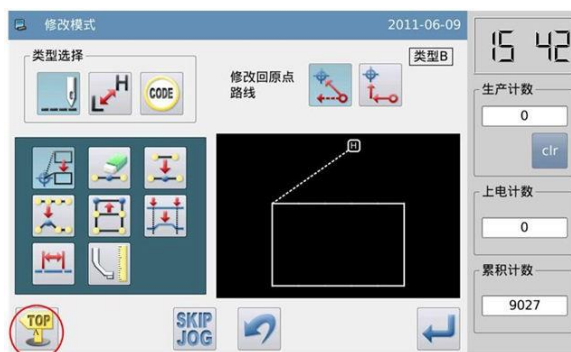 修改模式
2011-06-09
类型选择
H
L
CODE
修改回原点
路线
类型B
H
TOP
SKIP
JOG
15 42
生产计数
0
clr
上电计数
0
累积计数
9027